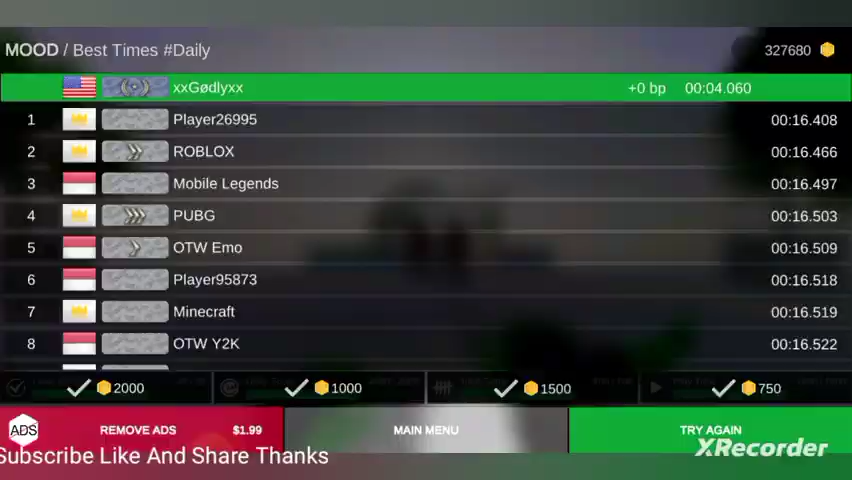 MOOD / Best Times #Daily 327680
xxGødlyxx +0 bp 00:04.060
1 Player26995 00:16.408
2 ROBLOX 00:16.466
3 Mobile Legends 00:16.497
4 PUBG 00:16.503
5 OTW Emo 00:16.509
6 Player95873 00:16.518
7 Minecraft 00:16.519
8 OTW Y2K 00:16.522
2000 1000 1500 750
ADS REMOVE ADS $1.99 MAIN MENU TRY AGAIN
XRecorder
Subscribe Like And Share Thanks